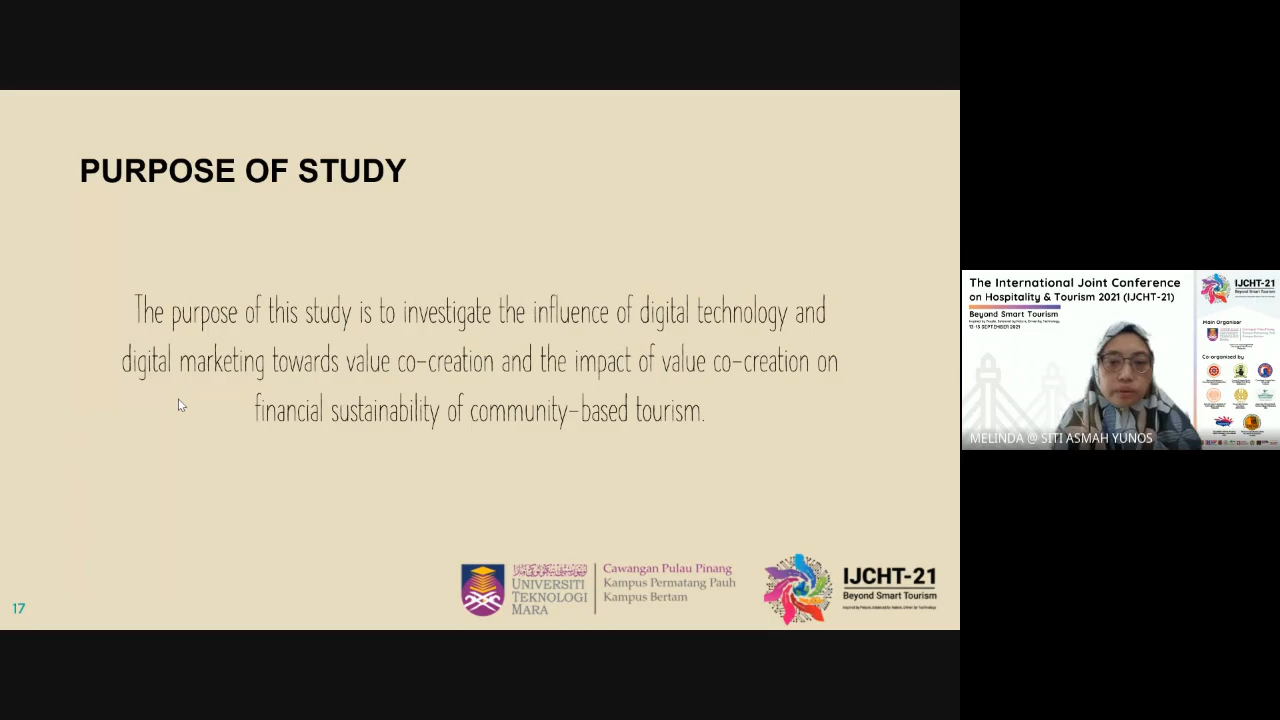 PURPOSE OF STUDY
The purpose of this study is to investigate the influence of digital technology and
digital marketing towards value co-creation and the impact of value co-creation on
financial sustainability of community-based tourism.
17
UNIVERSITI
TEKNOLOGI
MARA
Cawangan Pulau Pinang
Kampus Permatang Pauh
Kampus Bertam
IJCHT-21
Beyond Smart Tourism
The International Joint Conference
on Hospitality & Tourism 2021 (IJCHT-21)
Beyond Smart Tourism
13-15 SEPTEMBER 2021
IJCHT-21
Beyond Smart Tourism
Main Organiser
Co-organised by
MELINDA @ SITI ASMAH YUNOS